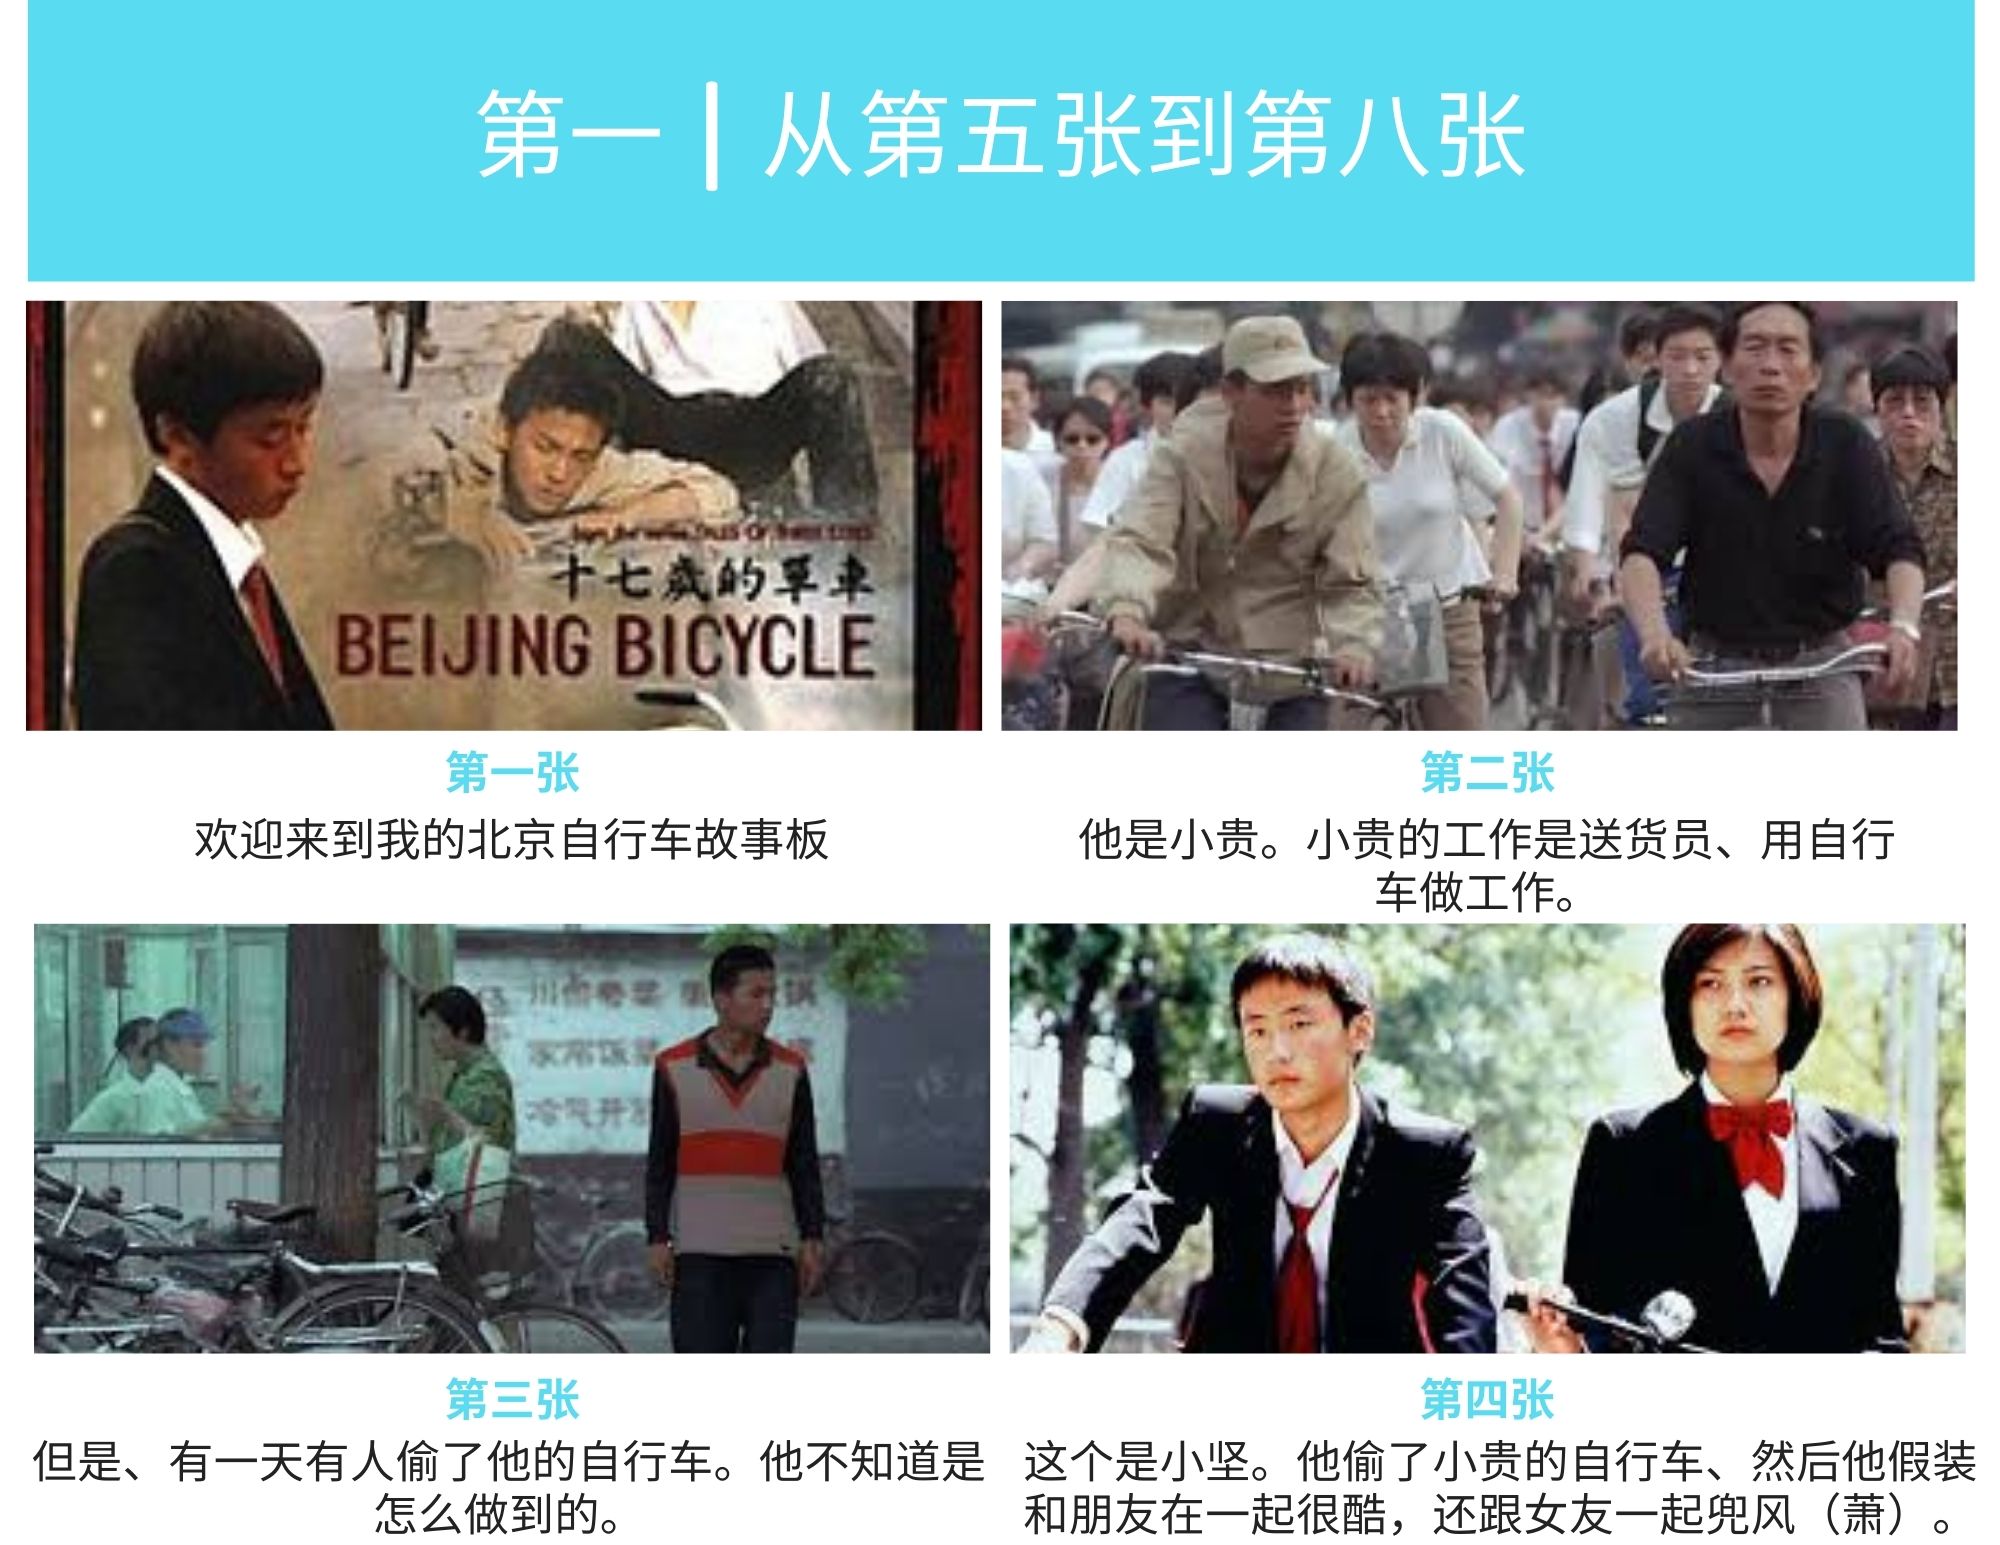 第一 | 从第五张到第八张
十七歲的單車
BEIJING BICYCLE
第一张
欢迎来到我的北京自行车故事板
第二张
他是小贵。小贵的工作是送货员、用自行
车做工作。
家常饭菜
第三张
但是、有一天有人偷了他的自行车。他不知道是
怎么做到的。
第四张
这个是小坚。他偷了小贵的自行车、然后他假装
和朋友在一起很酷，还跟女友一起兜风（萧）。